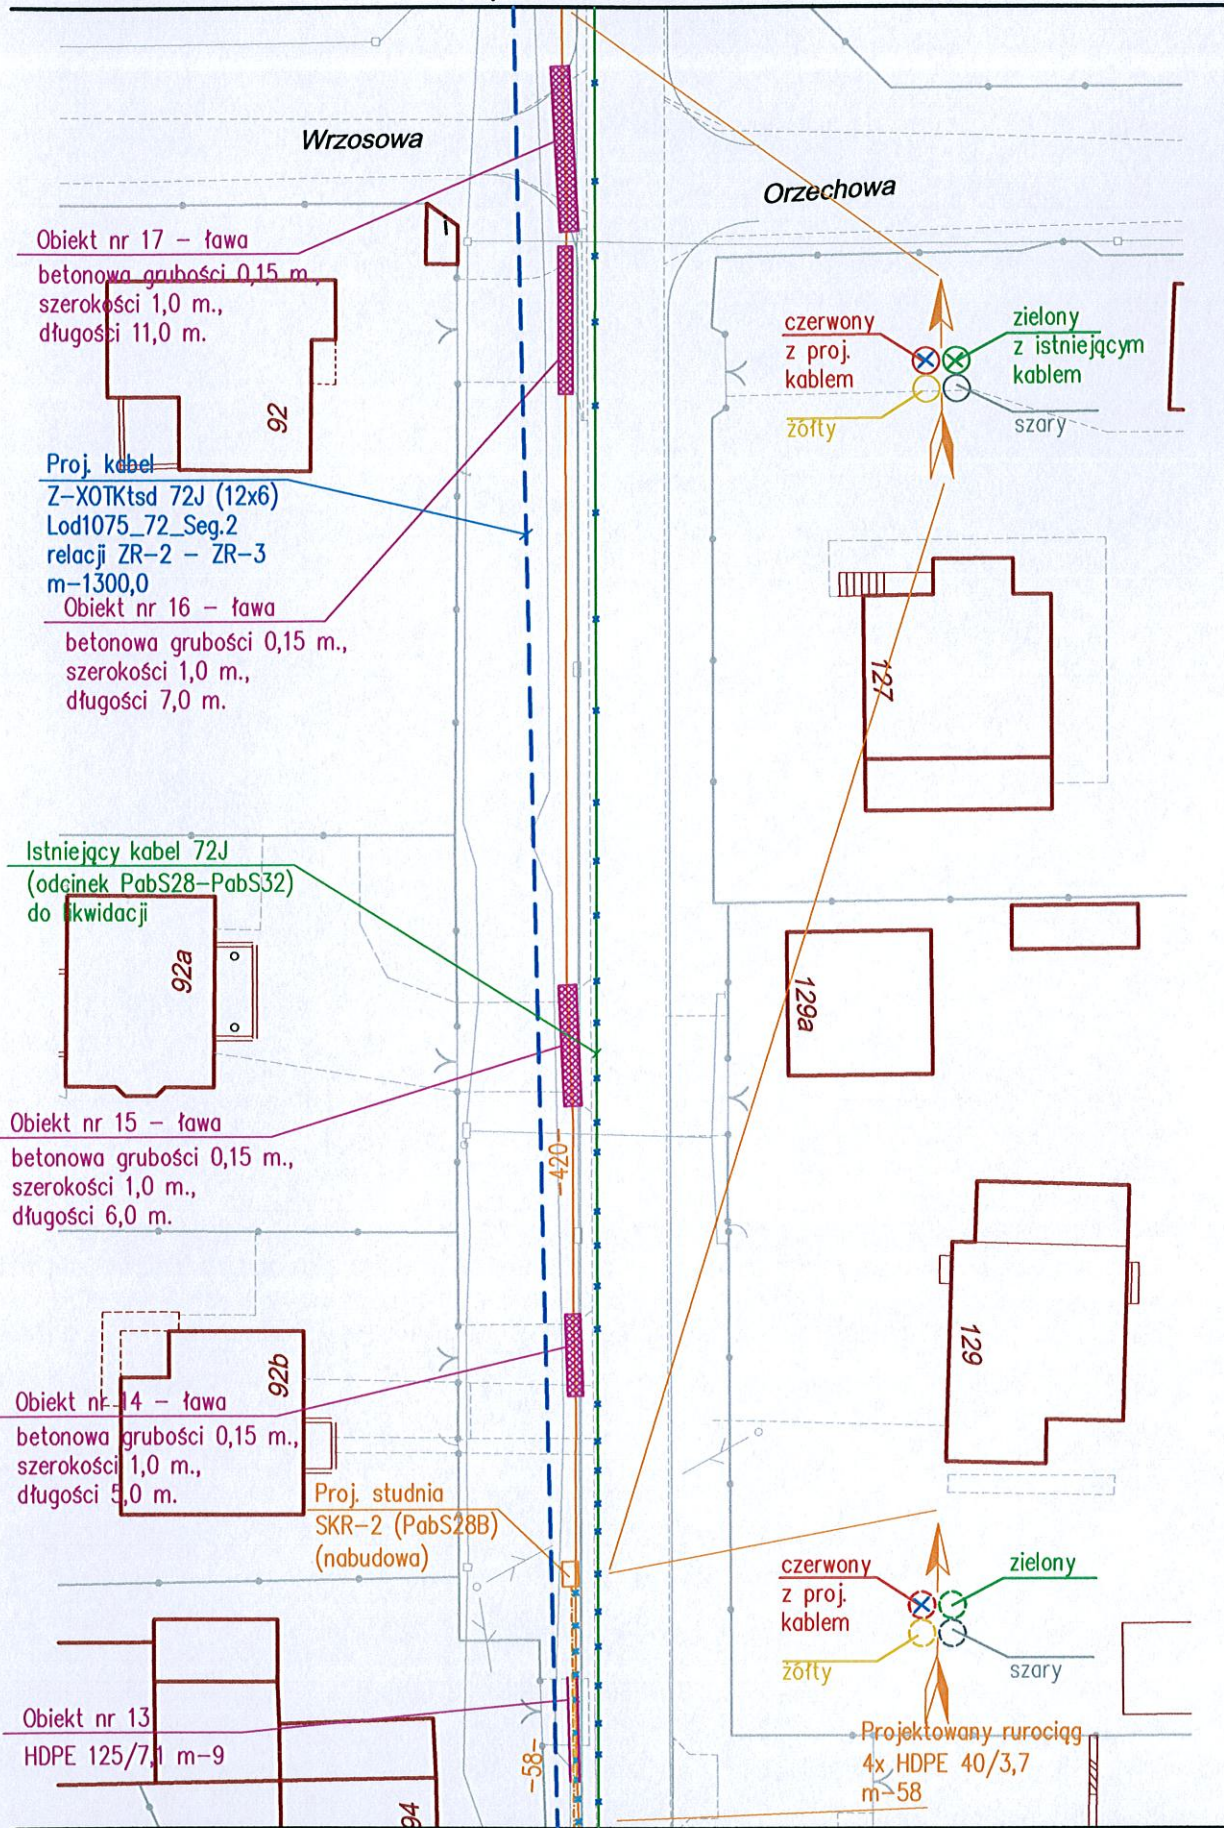 Wrzosowa
Orzechowa
Obiekt nr 17 – ława
betonowa grubości 0,15 m.,
szerokości 1,0 m.,
długości 11,0 m.
czerwony
z proj.
kablem
zielony
z istniejącym
kablem
żółty
szary
92
Proj. kabel
Z-XOTKtsd 72J (12x6)
Lod1075_72_Seg.2
relacji ZR-2 – ZR-3
m-1300,0
Obiekt nr 16 – ława
betonowa grubości 0,15 m.,
szerokości 1,0 m.,
długości 7,0 m.
127
Istniejący kabel 72J
(odcinek PabS28-PabS32)
do likwidacji
92a
129a
Obiekt nr 15 – ława
betonowa grubości 0,15 m.,
szerokości 1,0 m.,
długości 6,0 m.
-420-
129
92b
Obiekt nr 14 – ława
betonowa grubości 0,15 m.,
szerokości 1,0 m.,
długości 5,0 m.
Proj. studnia
SKR-2 (PabS28B)
(nabudowa)
czerwony
z proj.
kablem
zielony
żółty
szary
Obiekt nr 13
HDPE 125/7,1 m-9
-58-
Projektowany rurociąg
4x HDPE 40/3,7
m-58
94